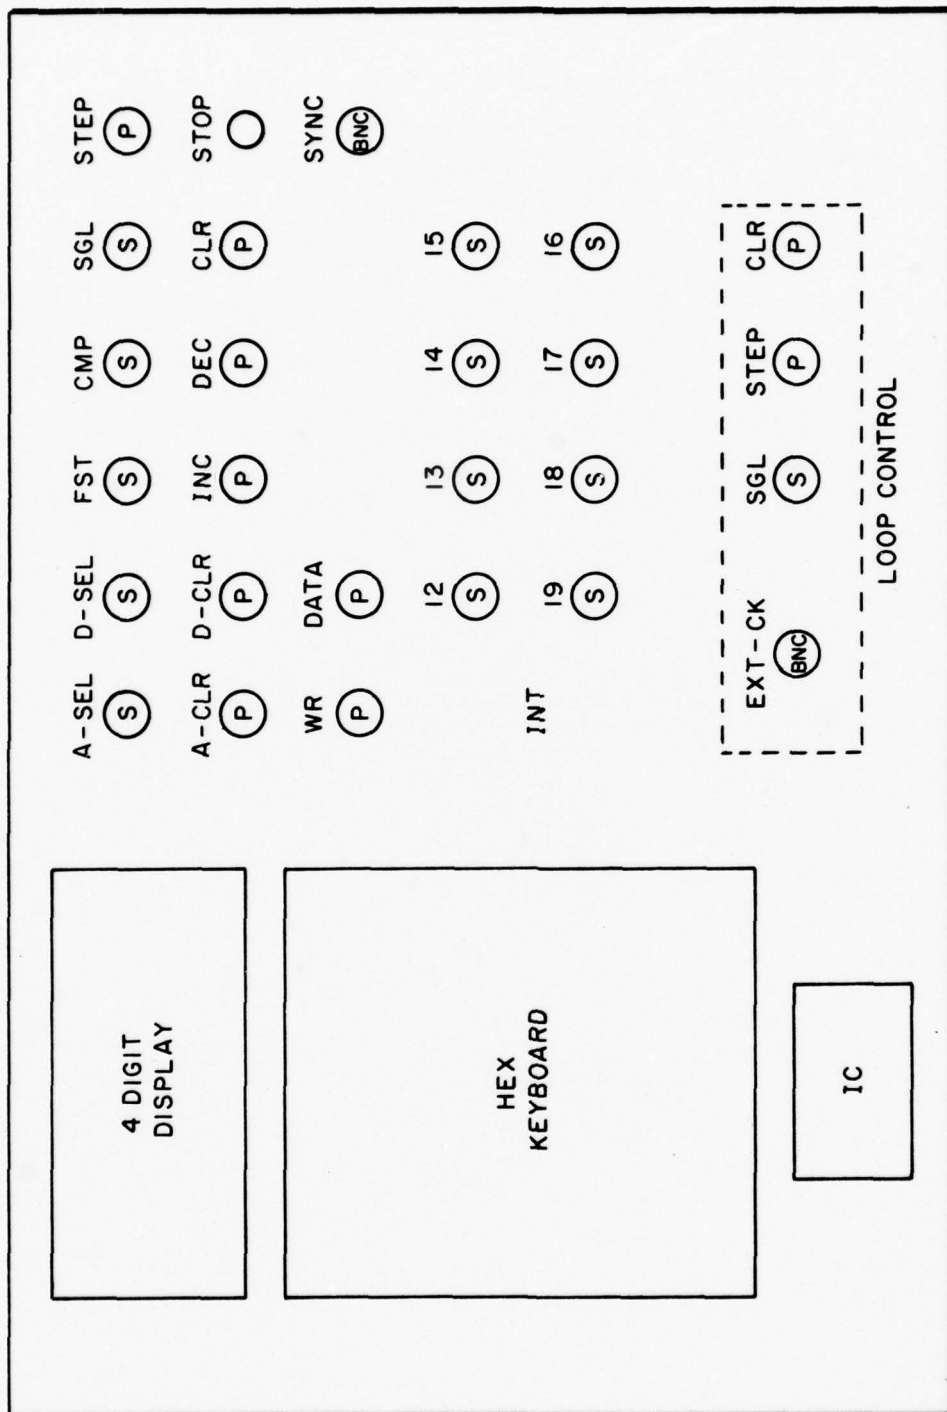 A-SEL D-SEL FST CMP SGL STEP
S S S S S P
A-CLR D-CLR INC DEC CLR STOP
P P P P P
WR DATA SYNC
P P BNC
12 13 14 15
S S S S
INT
19 18 17 16
S S S S
EXT-CK SGL STEP CLR
BNC S P P
LOOP CONTROL
4 DIGIT
DISPLAY
HEX
KEYBOARD
IC